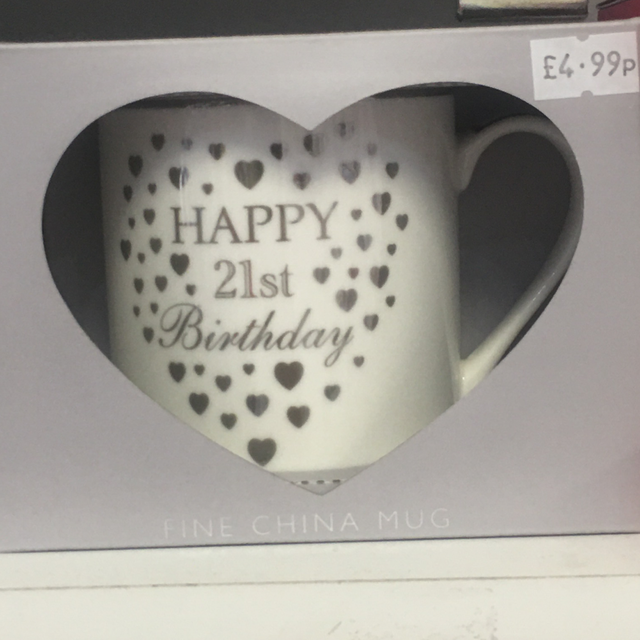 £4.99p
HAPPY
21st
Birthday
FINE CHINA MUG